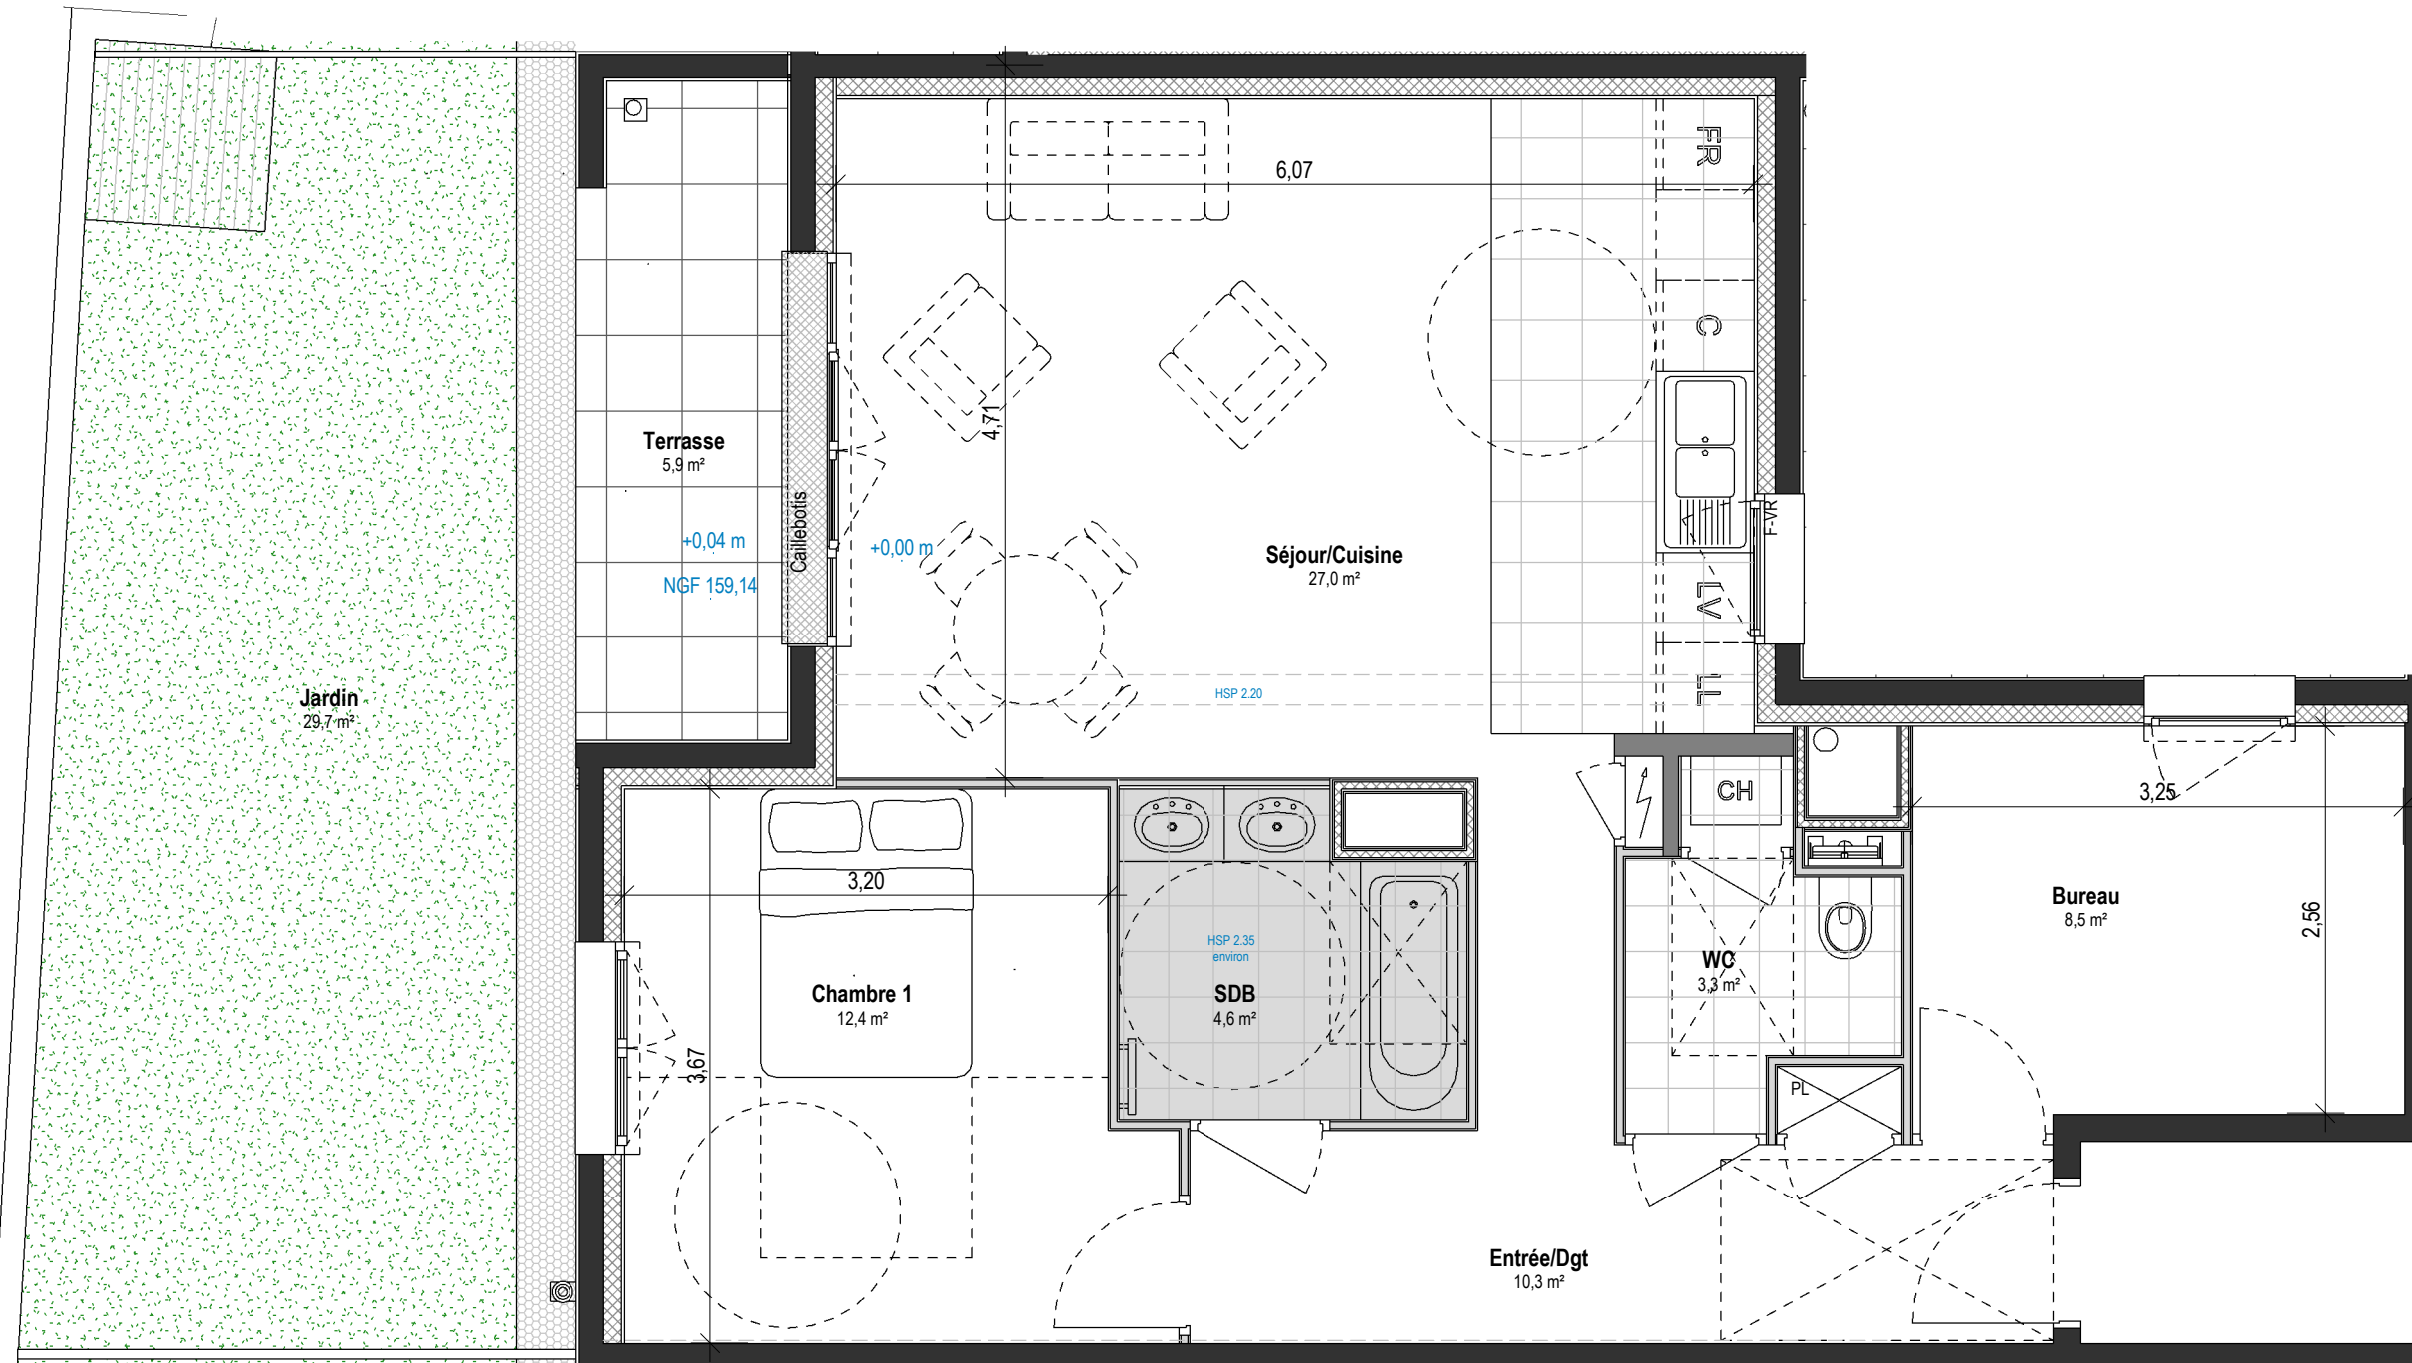 FR
6,07
C
4,71
Terrasse
5,9 m²
Caillebotis
F-VR
+0,04 m
+0,00 m
NGF 159,14
Séjour/Cuisine
27,0 m²
LV
LL
HSP 2.20
Jardin
29,7 m²
CH
3,25
3,20
Bureau
8,5 m²
2,56
HSP 2.35
environ
WC
3,3 m²
Chambre 1
12,4 m²
SDB
4,6 m²
3,67
PL
Entrée/Dgt
10,3 m²